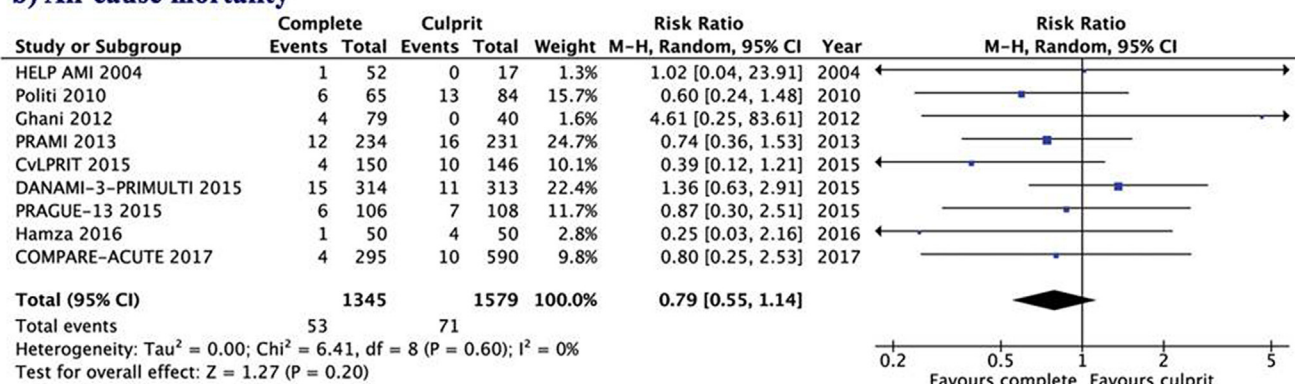 b) All-cause mortality
Complete Culprit Risk Ratio Risk Ratio
Study or Subgroup Events Total Events Total Weight M-H, Random, 95% CI Year M-H, Random, 95% CI
HELP AMI 2004 1 52 0 17 1.3% 1.02 [0.04, 23.91] 2004
Politi 2010 6 65 13 84 15.7% 0.60 [0.24, 1.48] 2010
Ghani 2012 4 79 0 40 1.6% 4.61 [0.25, 83.61] 2012
PRAMI 2013 12 234 16 231 24.7% 0.74 [0.36, 1.53] 2013
CvLPRIT 2015 4 150 10 146 10.1% 0.39 [0.12, 1.21] 2015
DANAMI-3-PRIMULTI 2015 15 314 11 313 22.4% 1.36 [0.63, 2.91] 2015
PRAGUE-13 2015 6 106 7 108 11.7% 0.87 [0.30, 2.51] 2015
Hamza 2016 1 50 4 50 2.8% 0.25 [0.03, 2.16] 2016
COMPARE-ACUTE 2017 4 295 10 590 9.8% 0.80 [0.25, 2.53] 2017
Total (95% CI) 1345 1579 100.0% 0.79 [0.55, 1.14]
Total events 53 71
Heterogeneity: Tau² = 0.00; Chi² = 6.41, df = 8 (P = 0.60); I² = 0%
Test for overall effect: Z = 1.27 (P = 0.20)
0.2 0.5 1 2 5
Favours complete Favours culprit